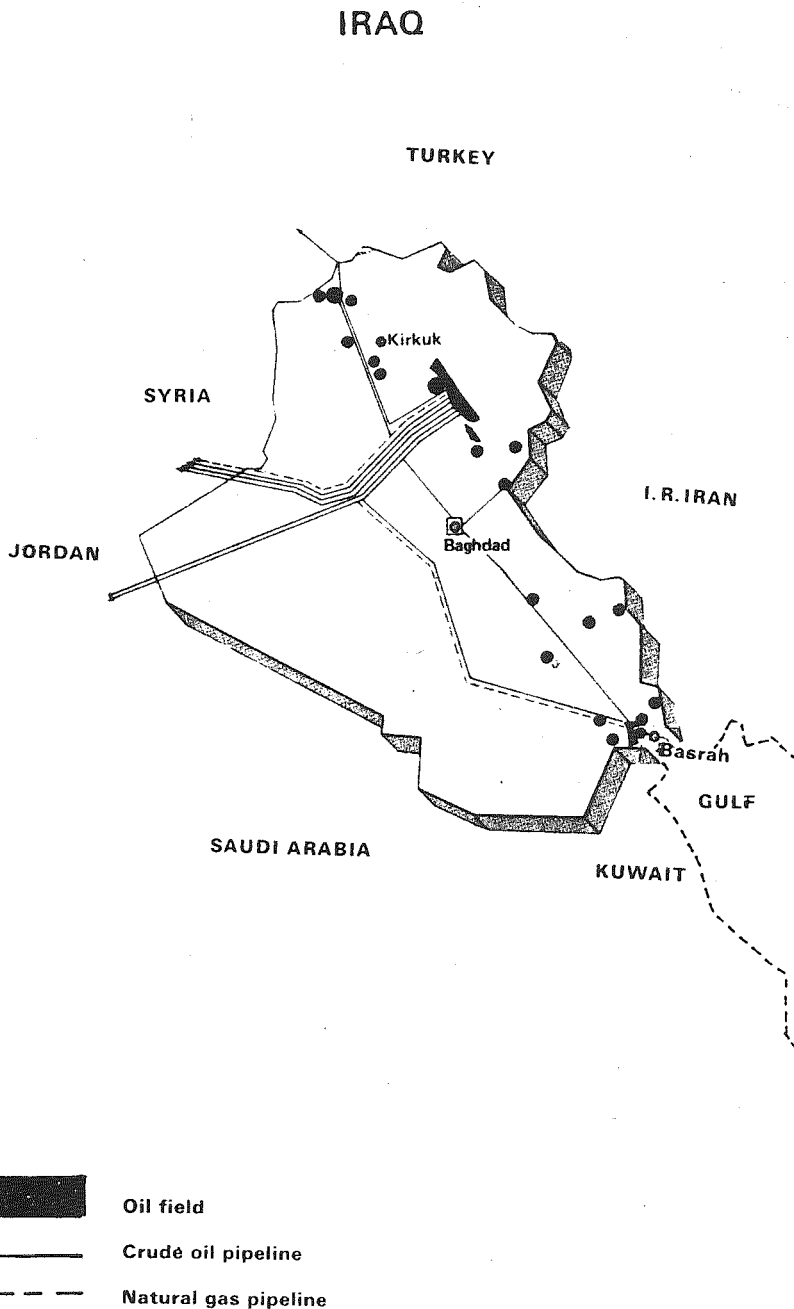 IRAQ
TURKEY
Kirkuk
SYRIA
I.R.IRAN
Baghdad
JORDAN
Basrah
GULF
SAUDI ARABIA
KUWAIT
Oil field
Crude oil pipeline
Natural gas pipeline